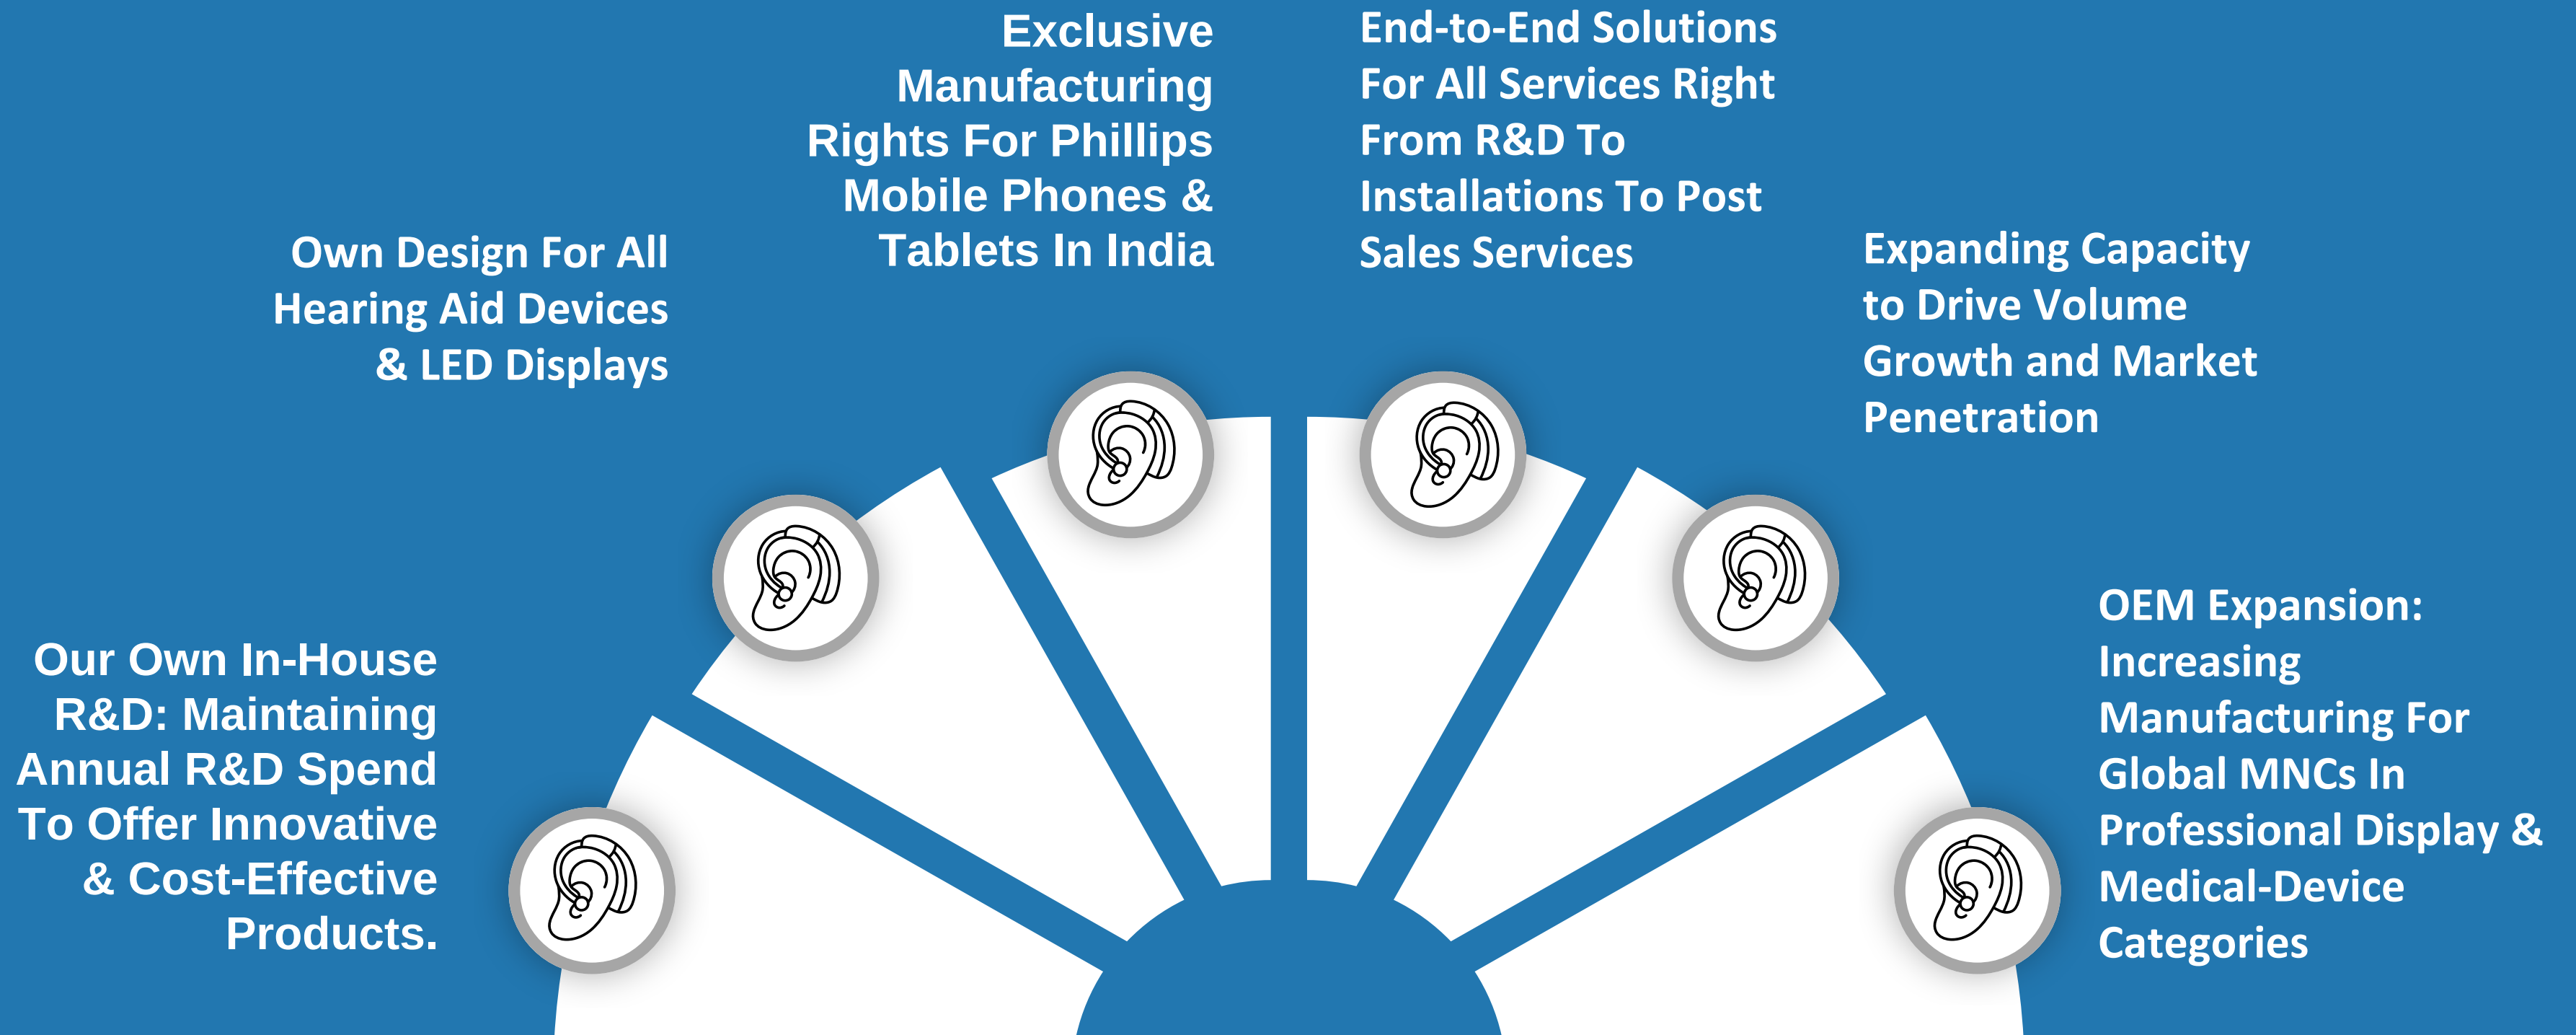 Our Own In-House
R&D: Maintaining
Annual R&D Spend
To Offer Innovative
& Cost-Effective
Products.
Own Design For All
Hearing Aid Devices
& LED Displays
Exclusive
Manufacturing
Rights For Phillips
Mobile Phones &
Tablets In India
End-to-End Solutions
For All Services Right
From R&D To
Installations To Post
Sales Services
Expanding Capacity
to Drive Volume
Growth and Market
Penetration
OEM Expansion:
Increasing
Manufacturing For
Global MNCs In
Professional Display &
Medical-Device
Categories